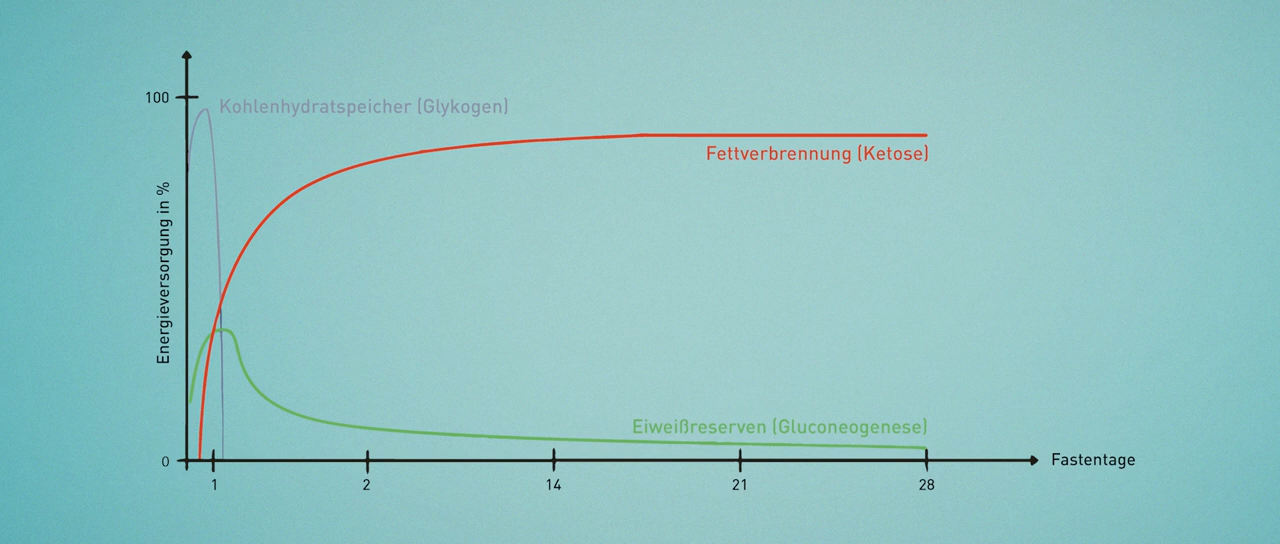 100
Kohlenhydratspeicher (Glykogen)
Fettverbrennung (Ketose)
Energieversorgung in %
Eiweißreserven (Gluconeogenese)
0
Fastentage
1
2
14
21
28